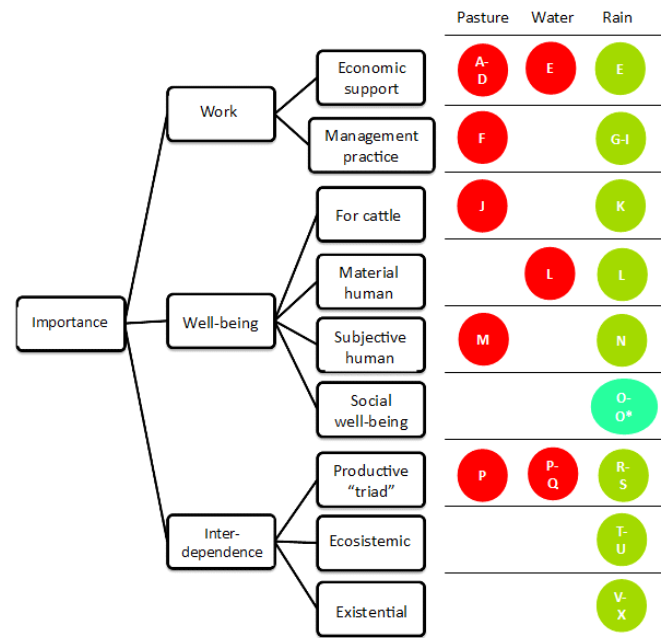 Pasture Water Rain
Economic
support
A-
D
E
E
Work
Management
practice
F
G-I
For cattle
J
K
Material
human
L
L
Importance
Well-being
Subjective
human
M
N
Social
well-being
O-
O*
Productive
"triad"
P
P-
Q
R-
S
Inter-
dependence
Ecosistemic
T-
U
Existential
V-
X